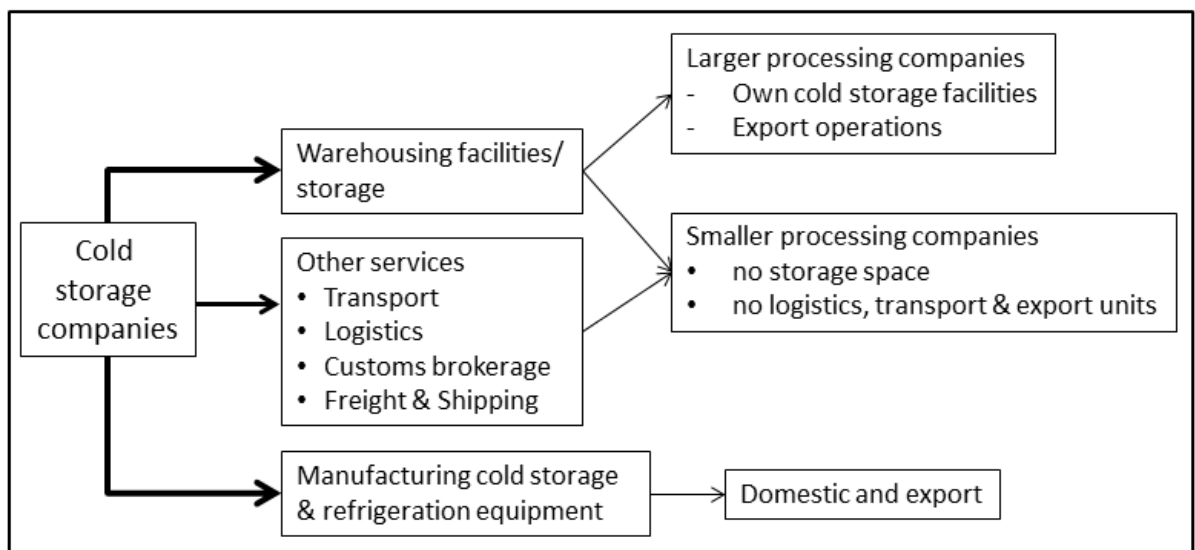 Cold
storage
companies
Warehousing facilities/
storage
Other services
• Transport
• Logistics
• Customs brokerage
• Freight & Shipping
Manufacturing cold storage
& refrigeration equipment
Larger processing companies
- Own cold storage facilities
- Export operations
Smaller processing companies
• no storage space
• no logistics, transport & export units
Domestic and export